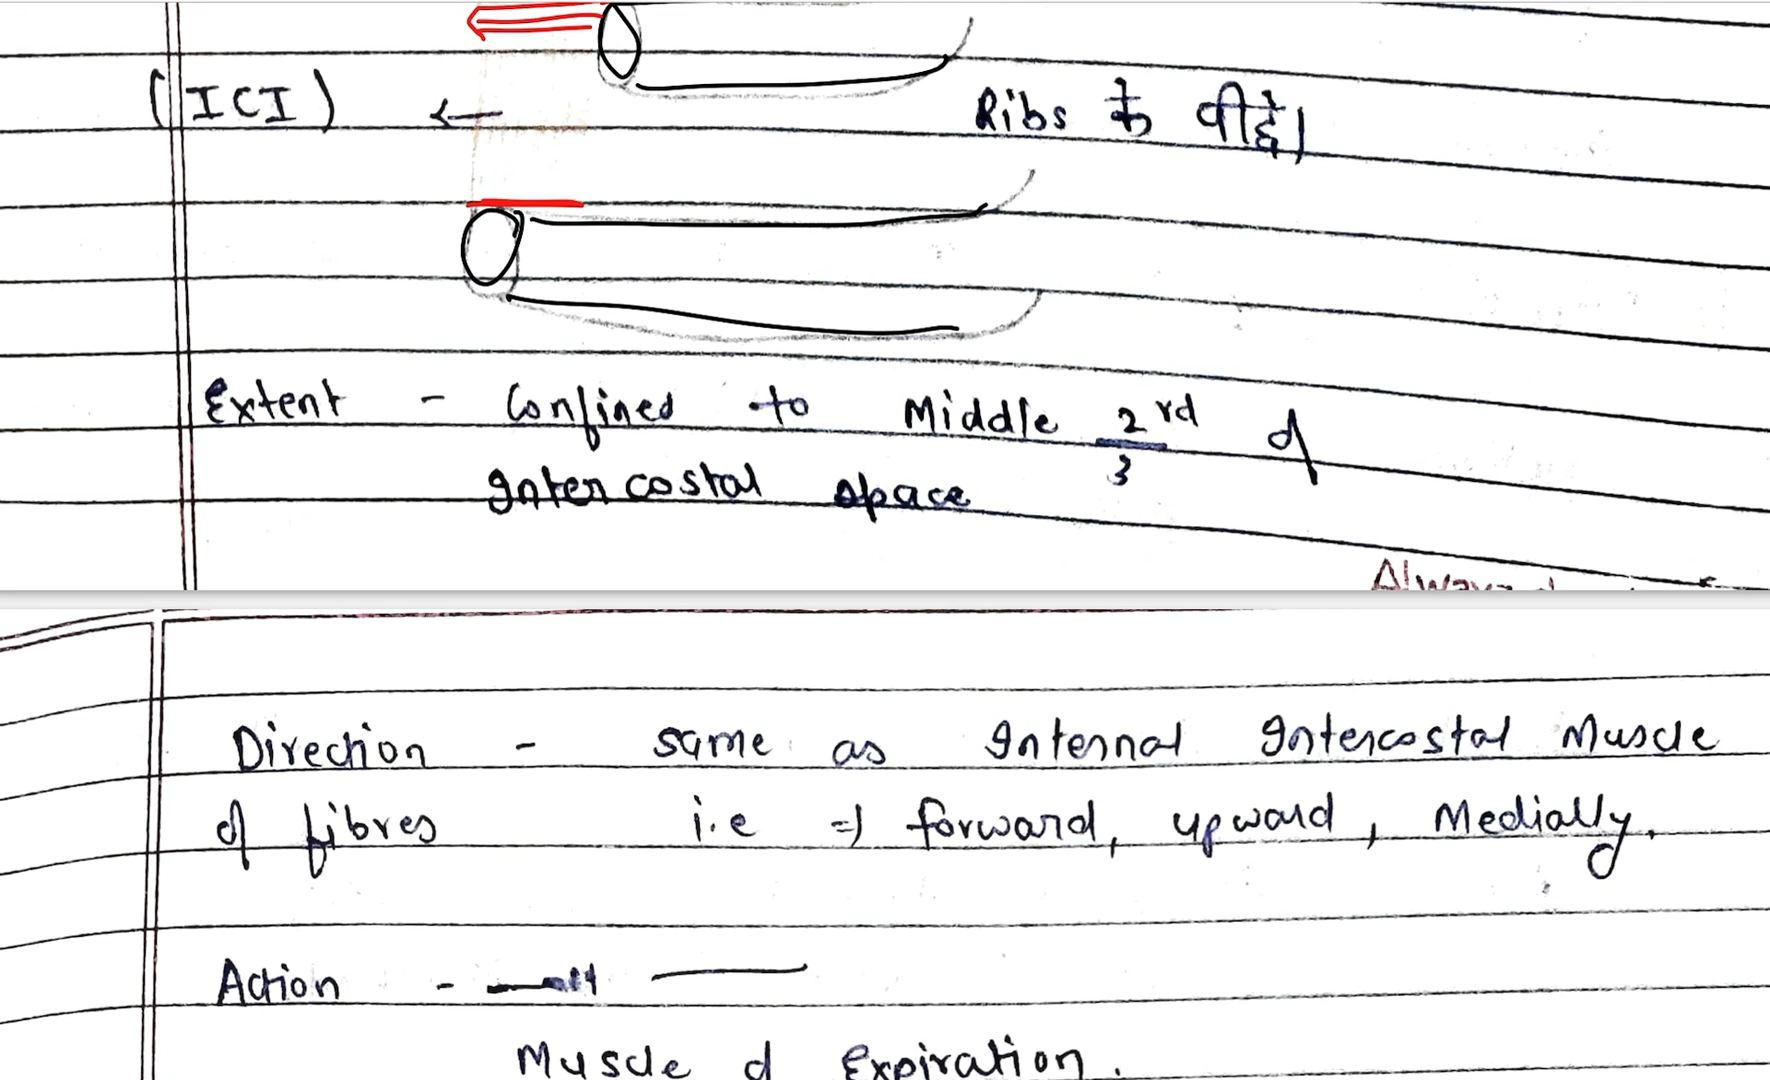 (ICI) ← Ribs के पीछे।
Extent - Confined to Middle 2/3 rd of
Intercostal space
Direction - same as Internal Intercostal Muscle
of fibres i.e ⇒ forward, upward, Medially.
Action - —"—
Muscle of Expiration.